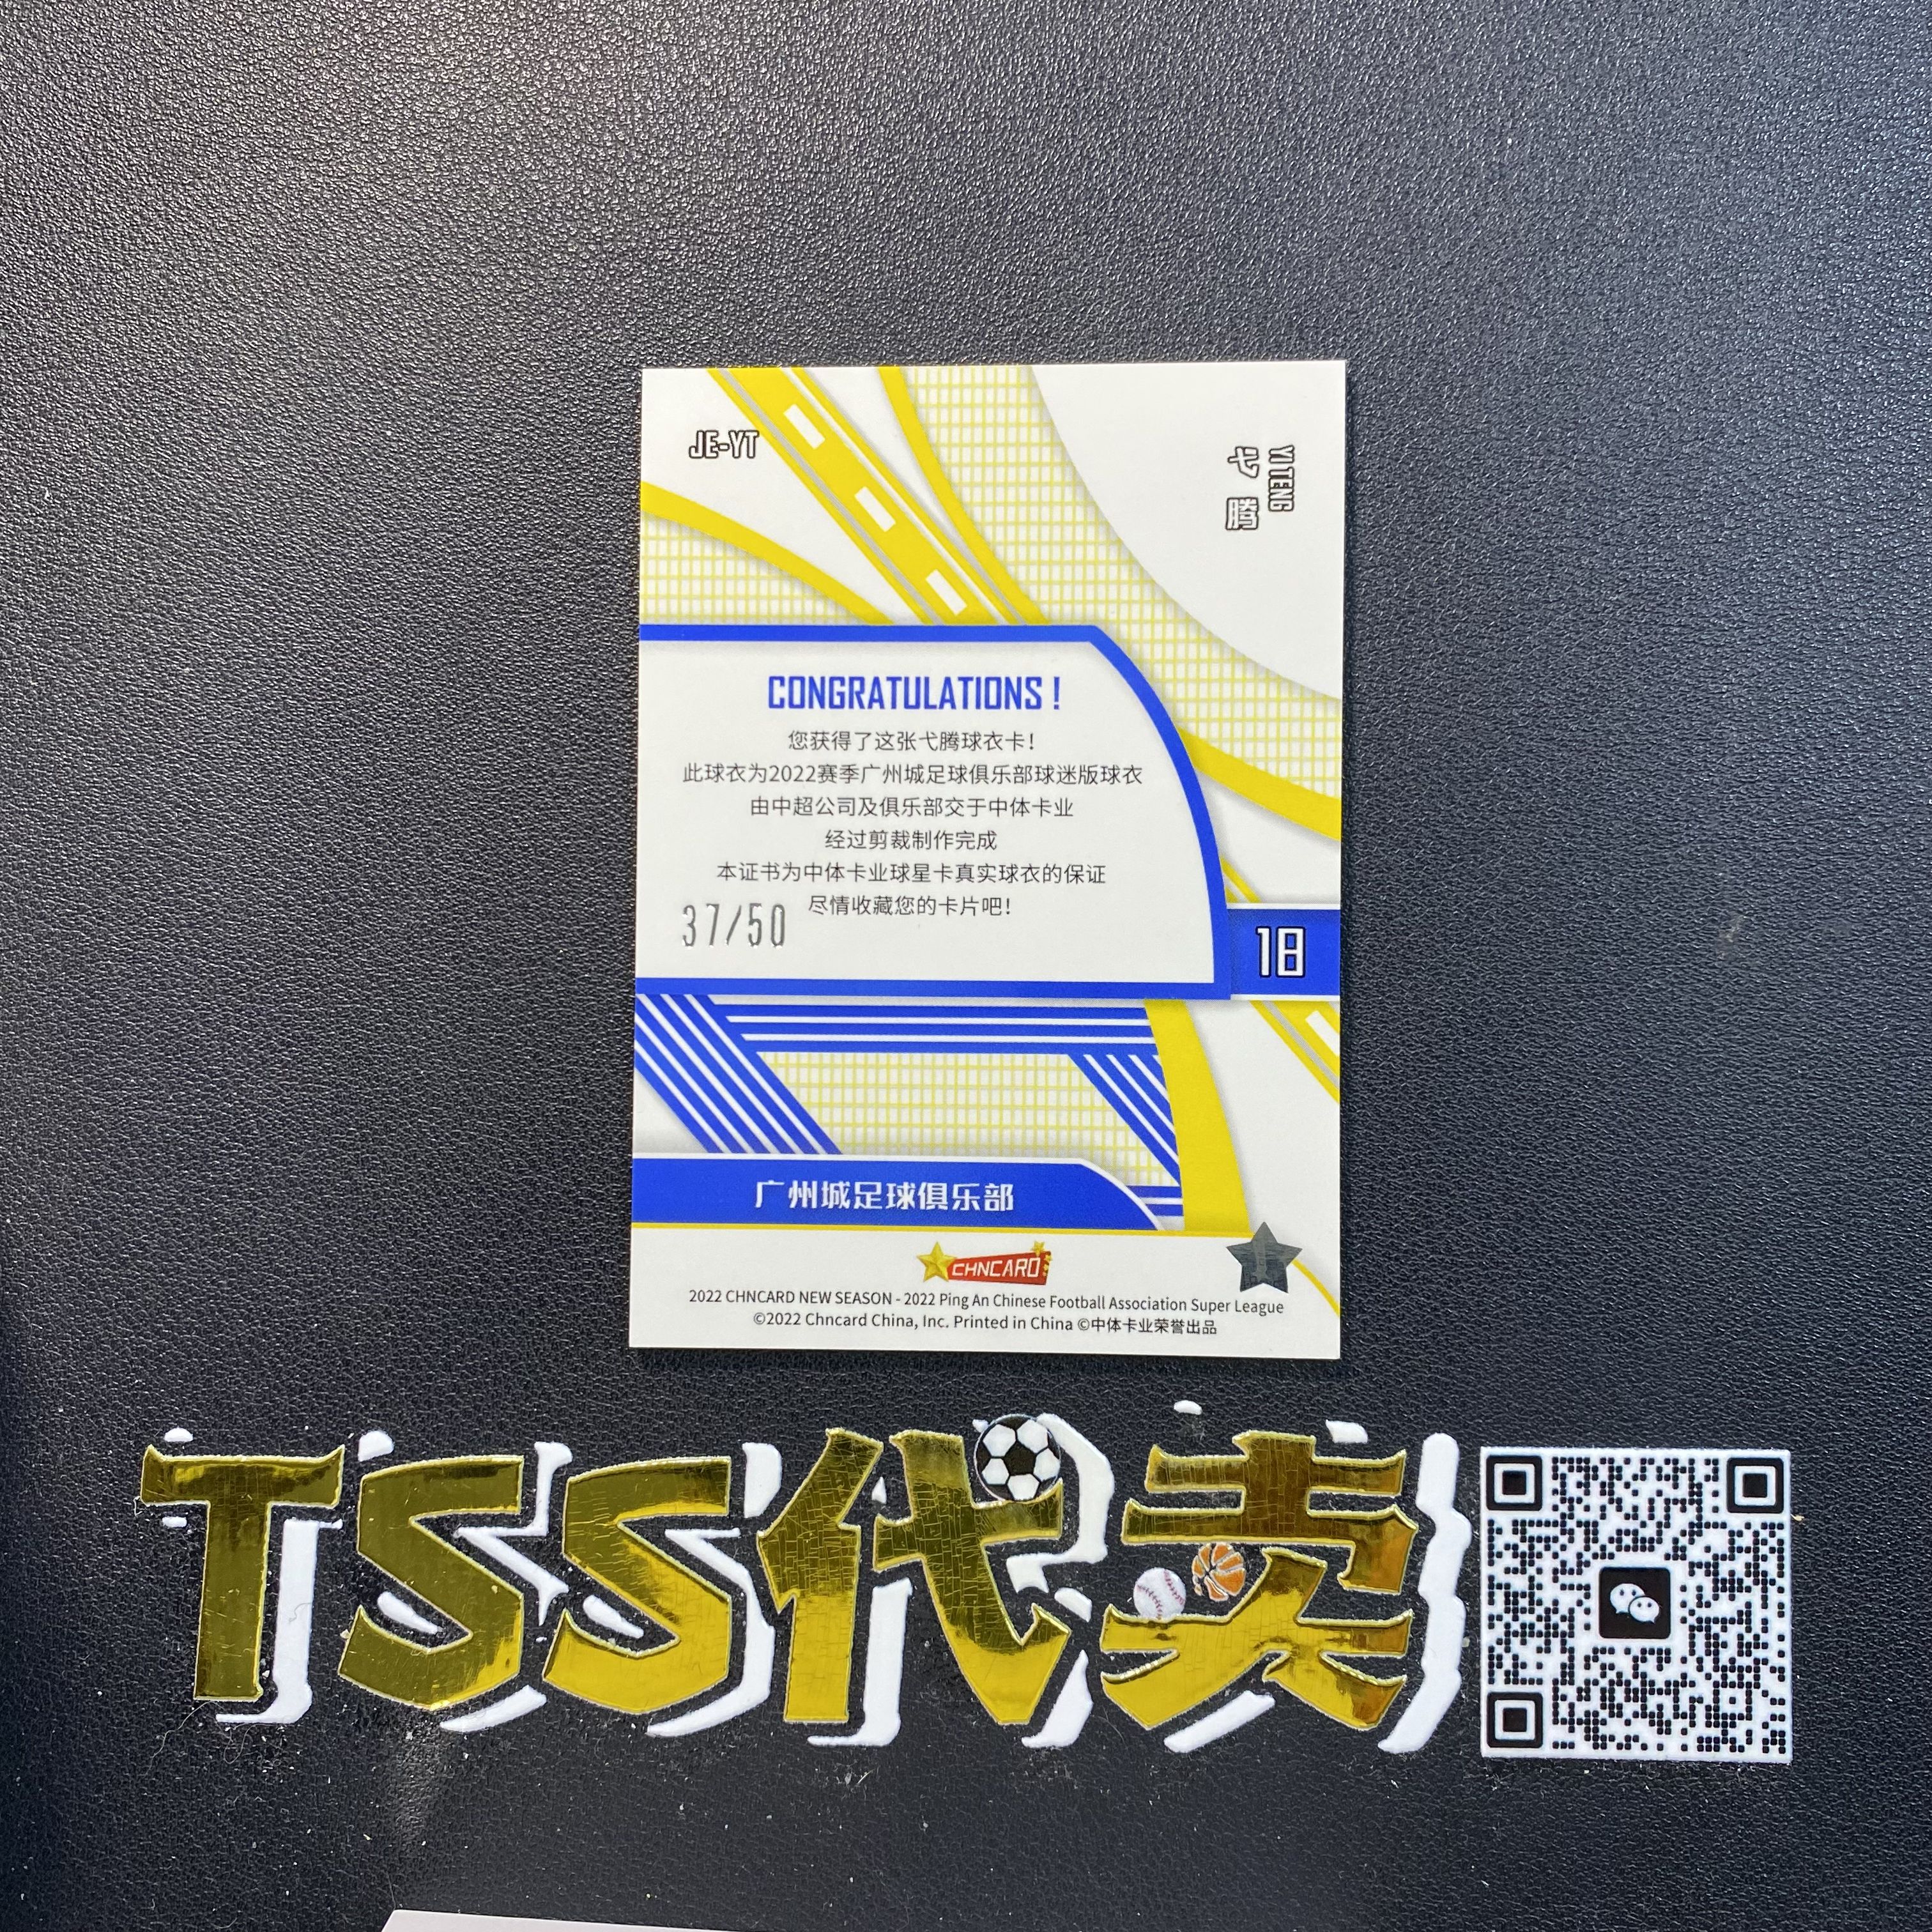 JE-YT
YI TENG
弋腾
CONGRATULATIONS !
您获得了这张弋腾球衣卡!
此球衣为2022赛季广州城足球俱乐部球迷版球衣
由中超公司及俱乐部交于中体卡业
经过剪裁制作完成
本证书为中体卡业球星卡真实球衣的保证
尽情收藏您的卡片吧!
37/50
18
广州城足球俱乐部
CHNCARD
2022 CHNCARD NEW SEASON - 2022 Ping An Chinese Football Association Super League
©2022 Chncard China, Inc. Printed in China ©中体卡业荣誉出品
TSS代卖